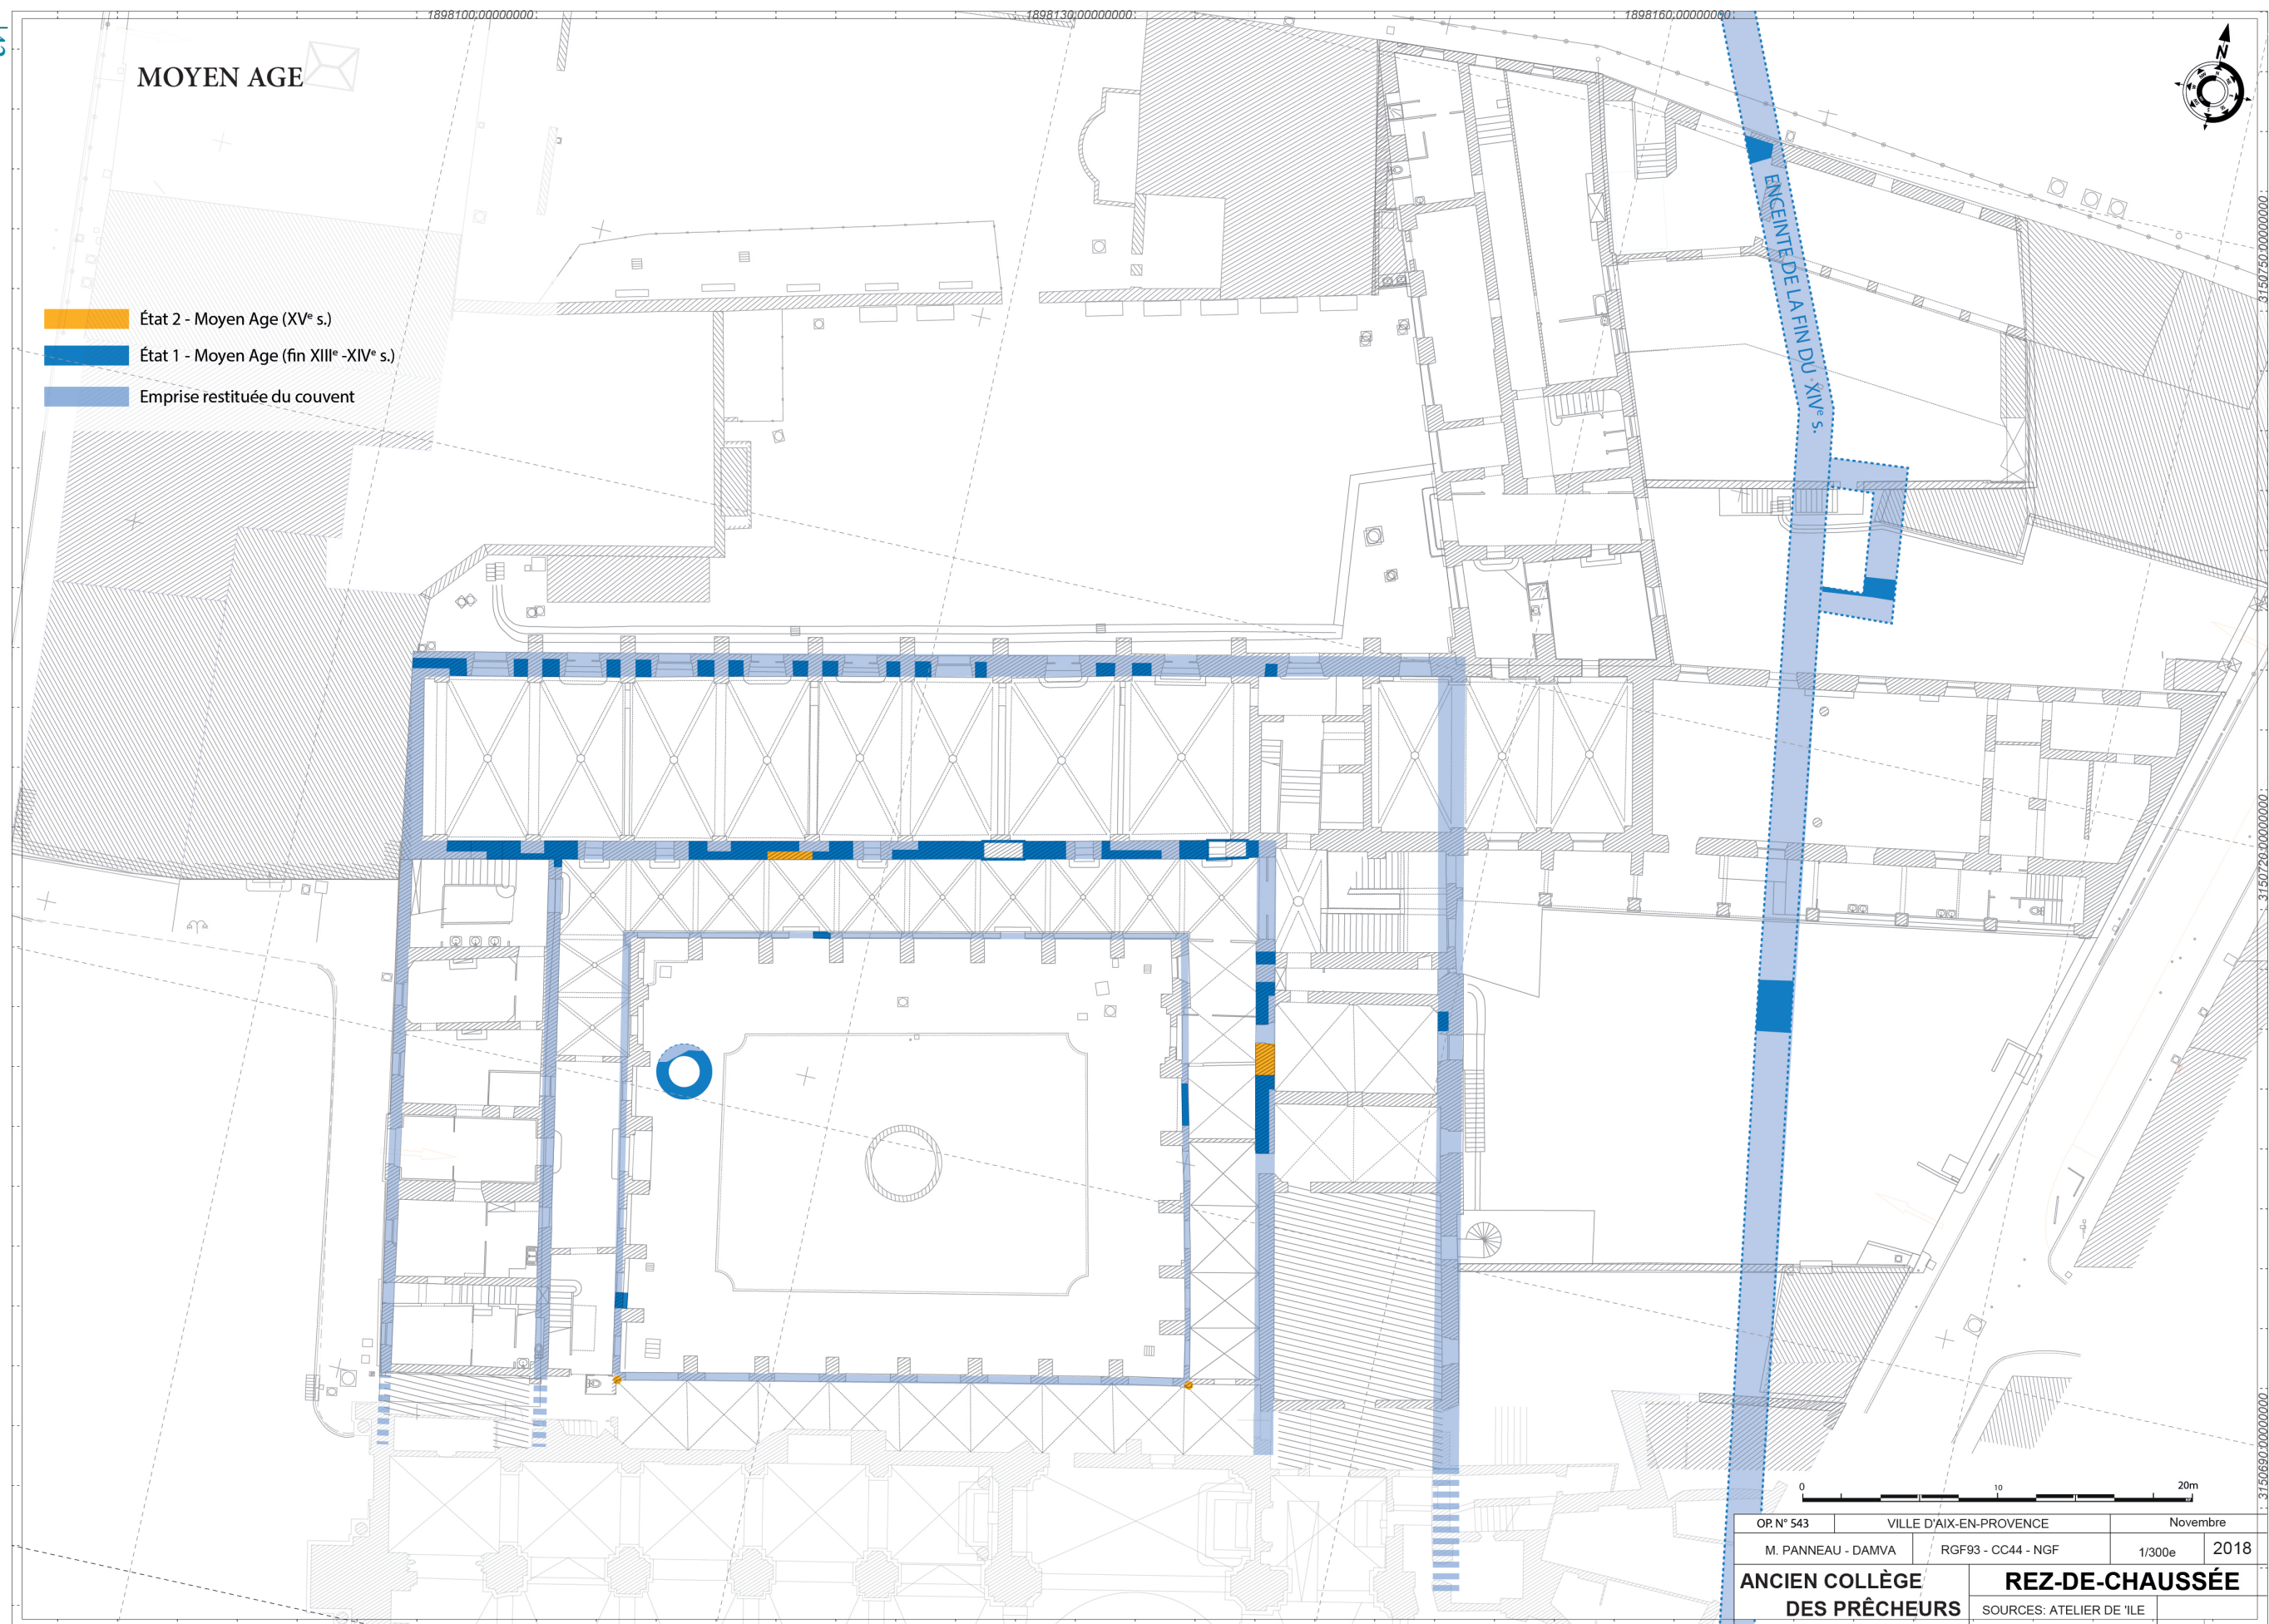 1898100,00000000
1898130,00000000
1898160,00000000
N
MOYEN AGE
ENCEINTE DE LA FIN DU XIVe s.
3150750,00000000
État 2 - Moyen Age (XVe s.)
État 1 - Moyen Age (fin XIIIe -XIVe s.)
Emprise restituée du couvent
3150720,00000000
3150690,00000000
0 10 20m
OP. N° 543 VILLE D'AIX-EN-PROVENCE Novembre
M. PANNEAU - DAMVA RGF93 - CC44 - NGF 1/300e 2018
ANCIEN COLLÈGE REZ-DE-CHAUSSÉE
DES PRÊCHEURS SOURCES: ATELIER DE 'ILE